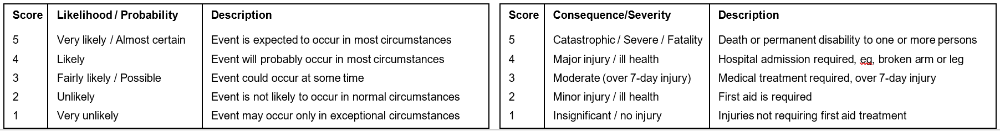 Score Likelihood / Probability Description
5 Very likely / Almost certain Event is expected to occur in most circumstances
4 Likely Event will probably occur in most circumstances
3 Fairly likely / Possible Event could occur at some time
2 Unlikely Event is not likely to occur in normal circumstances
1 Very unlikely Event may occur only in exceptional circumstances
Score Consequence/Severity Description
5 Catastrophic / Severe / Fatality Death or permanent disability to one or more persons
4 Major injury / ill health Hospital admission required, eg, broken arm or leg
3 Moderate (over 7-day injury) Medical treatment required, over 7-day injury
2 Minor injury / ill health First aid is required
1 Insignificant / no injury Injuries not requiring first aid treatment